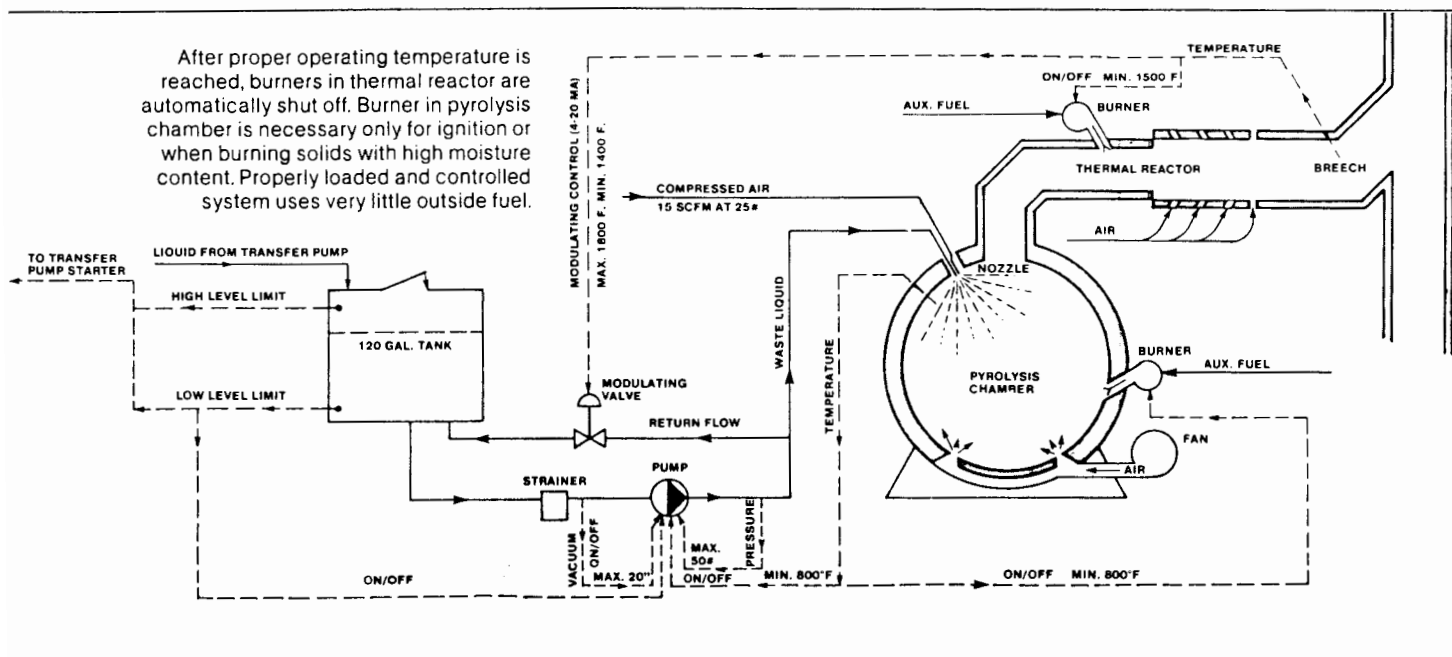 After proper operating temperature is
reached, burners in thermal reactor are
automatically shut off. Burner in pyrolysis
chamber is necessary only for ignition or
when burning solids with high moisture
content. Properly loaded and controlled
system uses very little outside fuel.
TEMPERATURE
ON/OFF MIN. 1500 F
AUX. FUEL
BURNER
THERMAL REACTOR
BREECH
AIR
MODULATING CONTROL (4-20 MA)
MAX. 1800 F. MIN. 1400 F.
COMPRESSED AIR
15 SCFM AT 25#
NOZZLE
TO TRANSFER
PUMP STARTER
LIQUID FROM TRANSFER PUMP
HIGH LEVEL LIMIT
120 GAL. TANK
LOW LEVEL LIMIT
MODULATING
VALVE
RETURN FLOW
WASTE LIQUID
TEMPERATURE
PYROLYSIS
CHAMBER
BURNER
AUX. FUEL
FAN
AIR
STRAINER
PUMP
VACUUM
ON/OFF
MAX. 20"
MAX.
50#
PRESSURE
ON/OFF
ON/OFF
MIN. 800°F
ON/OFF MIN. 800°F